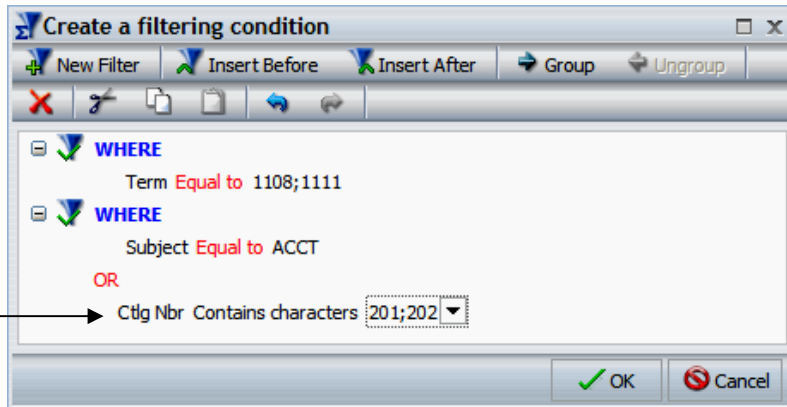 Create a filtering condition
New Filter Insert Before Insert After Group Ungroup
WHERE
Term Equal to 1108;1111
WHERE
Subject Equal to ACCT
OR
Ctlg Nbr Contains characters 201;202
OK Cancel